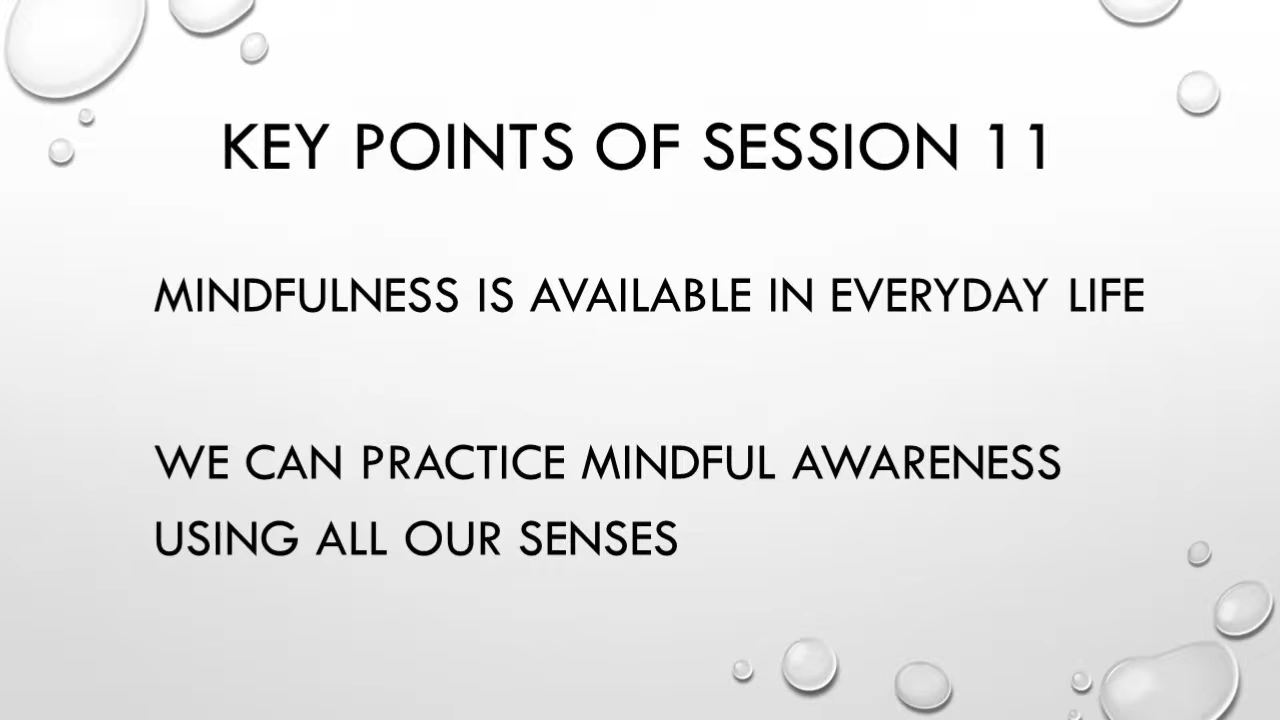 KEY POINTS OF SESSION 11
MINDFULNESS IS AVAILABLE IN EVERYDAY LIFE
WE CAN PRACTICE MINDFUL AWARENESS
USING ALL OUR SENSES